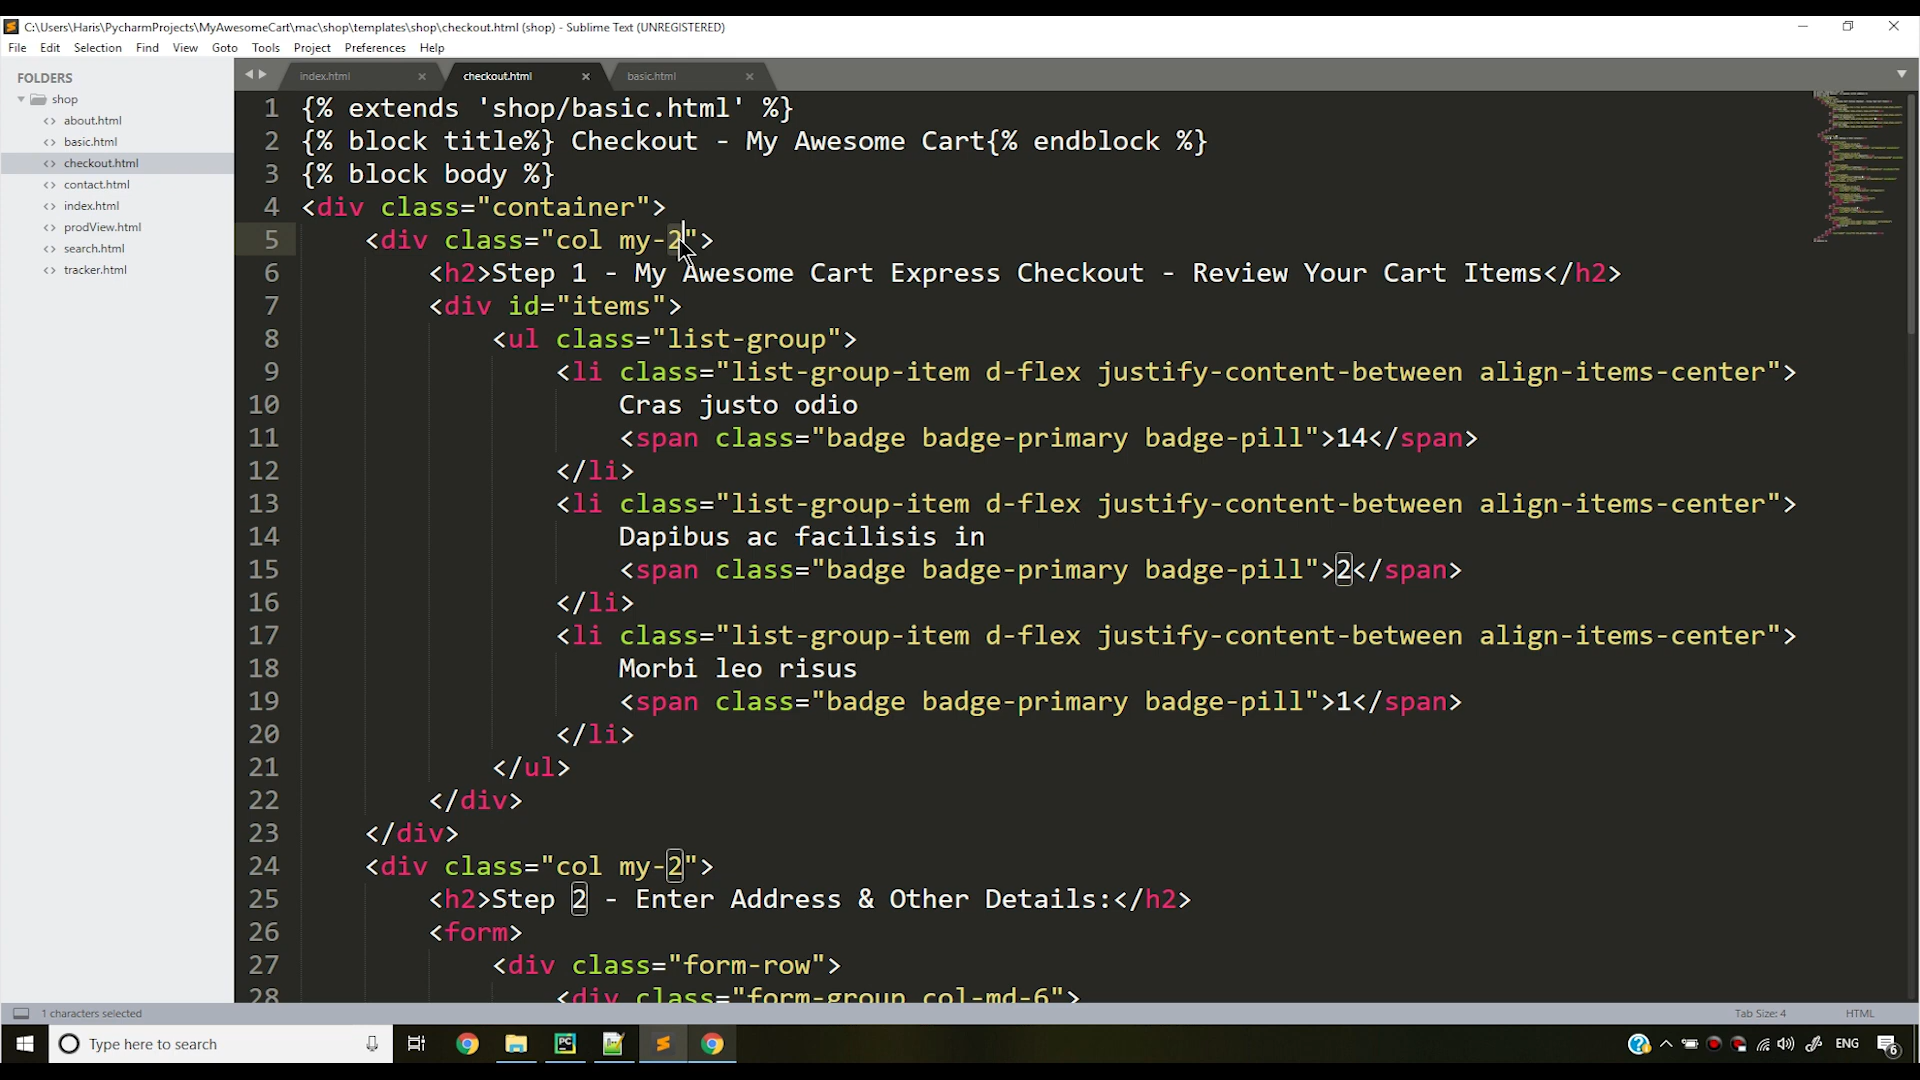 C:\Users\Haris\PycharmProjects\MyAwesomeCart\mac\shop\templates\shop\checkout.html (shop) - Sublime Text (UNREGISTERED)
File Edit Selection Find View Goto Tools Project Preferences Help
FOLDERS
shop
<> about.html
<> basic.html
<> checkout.html
<> contact.html
<> index.html
<> prodView.html
<> search.html
<> tracker.html
index.html checkout.html basic.html
1 {% extends 'shop/basic.html' %}
2 {% block title%} Checkout - My Awesome Cart{% endblock %}
3 {% block body %}
4 <div class="container">
5 <div class="col my-2">
6 <h2>Step 1 - My Awesome Cart Express Checkout - Review Your Cart Items</h2>
7 <div id="items">
8 <ul class="list-group">
9 <li class="list-group-item d-flex justify-content-between align-items-center">
10 Cras justo odio
11 <span class="badge badge-primary badge-pill">14</span>
12 </li>
13 <li class="list-group-item d-flex justify-content-between align-items-center">
14 Dapibus ac facilisis in
15 <span class="badge badge-primary badge-pill">2</span>
16 </li>
17 <li class="list-group-item d-flex justify-content-between align-items-center">
18 Morbi leo risus
19 <span class="badge badge-primary badge-pill">1</span>
20 </li>
21 </ul>
22 </div>
23 </div>
24 <div class="col my-2">
25 <h2>Step 2 - Enter Address & Other Details:</h2>
26 <form>
27 <div class="form-row">
28 <div class="form-group col-md-6">
1 characters selected Tab Size: 4 HTML
Type here to search ENG 6